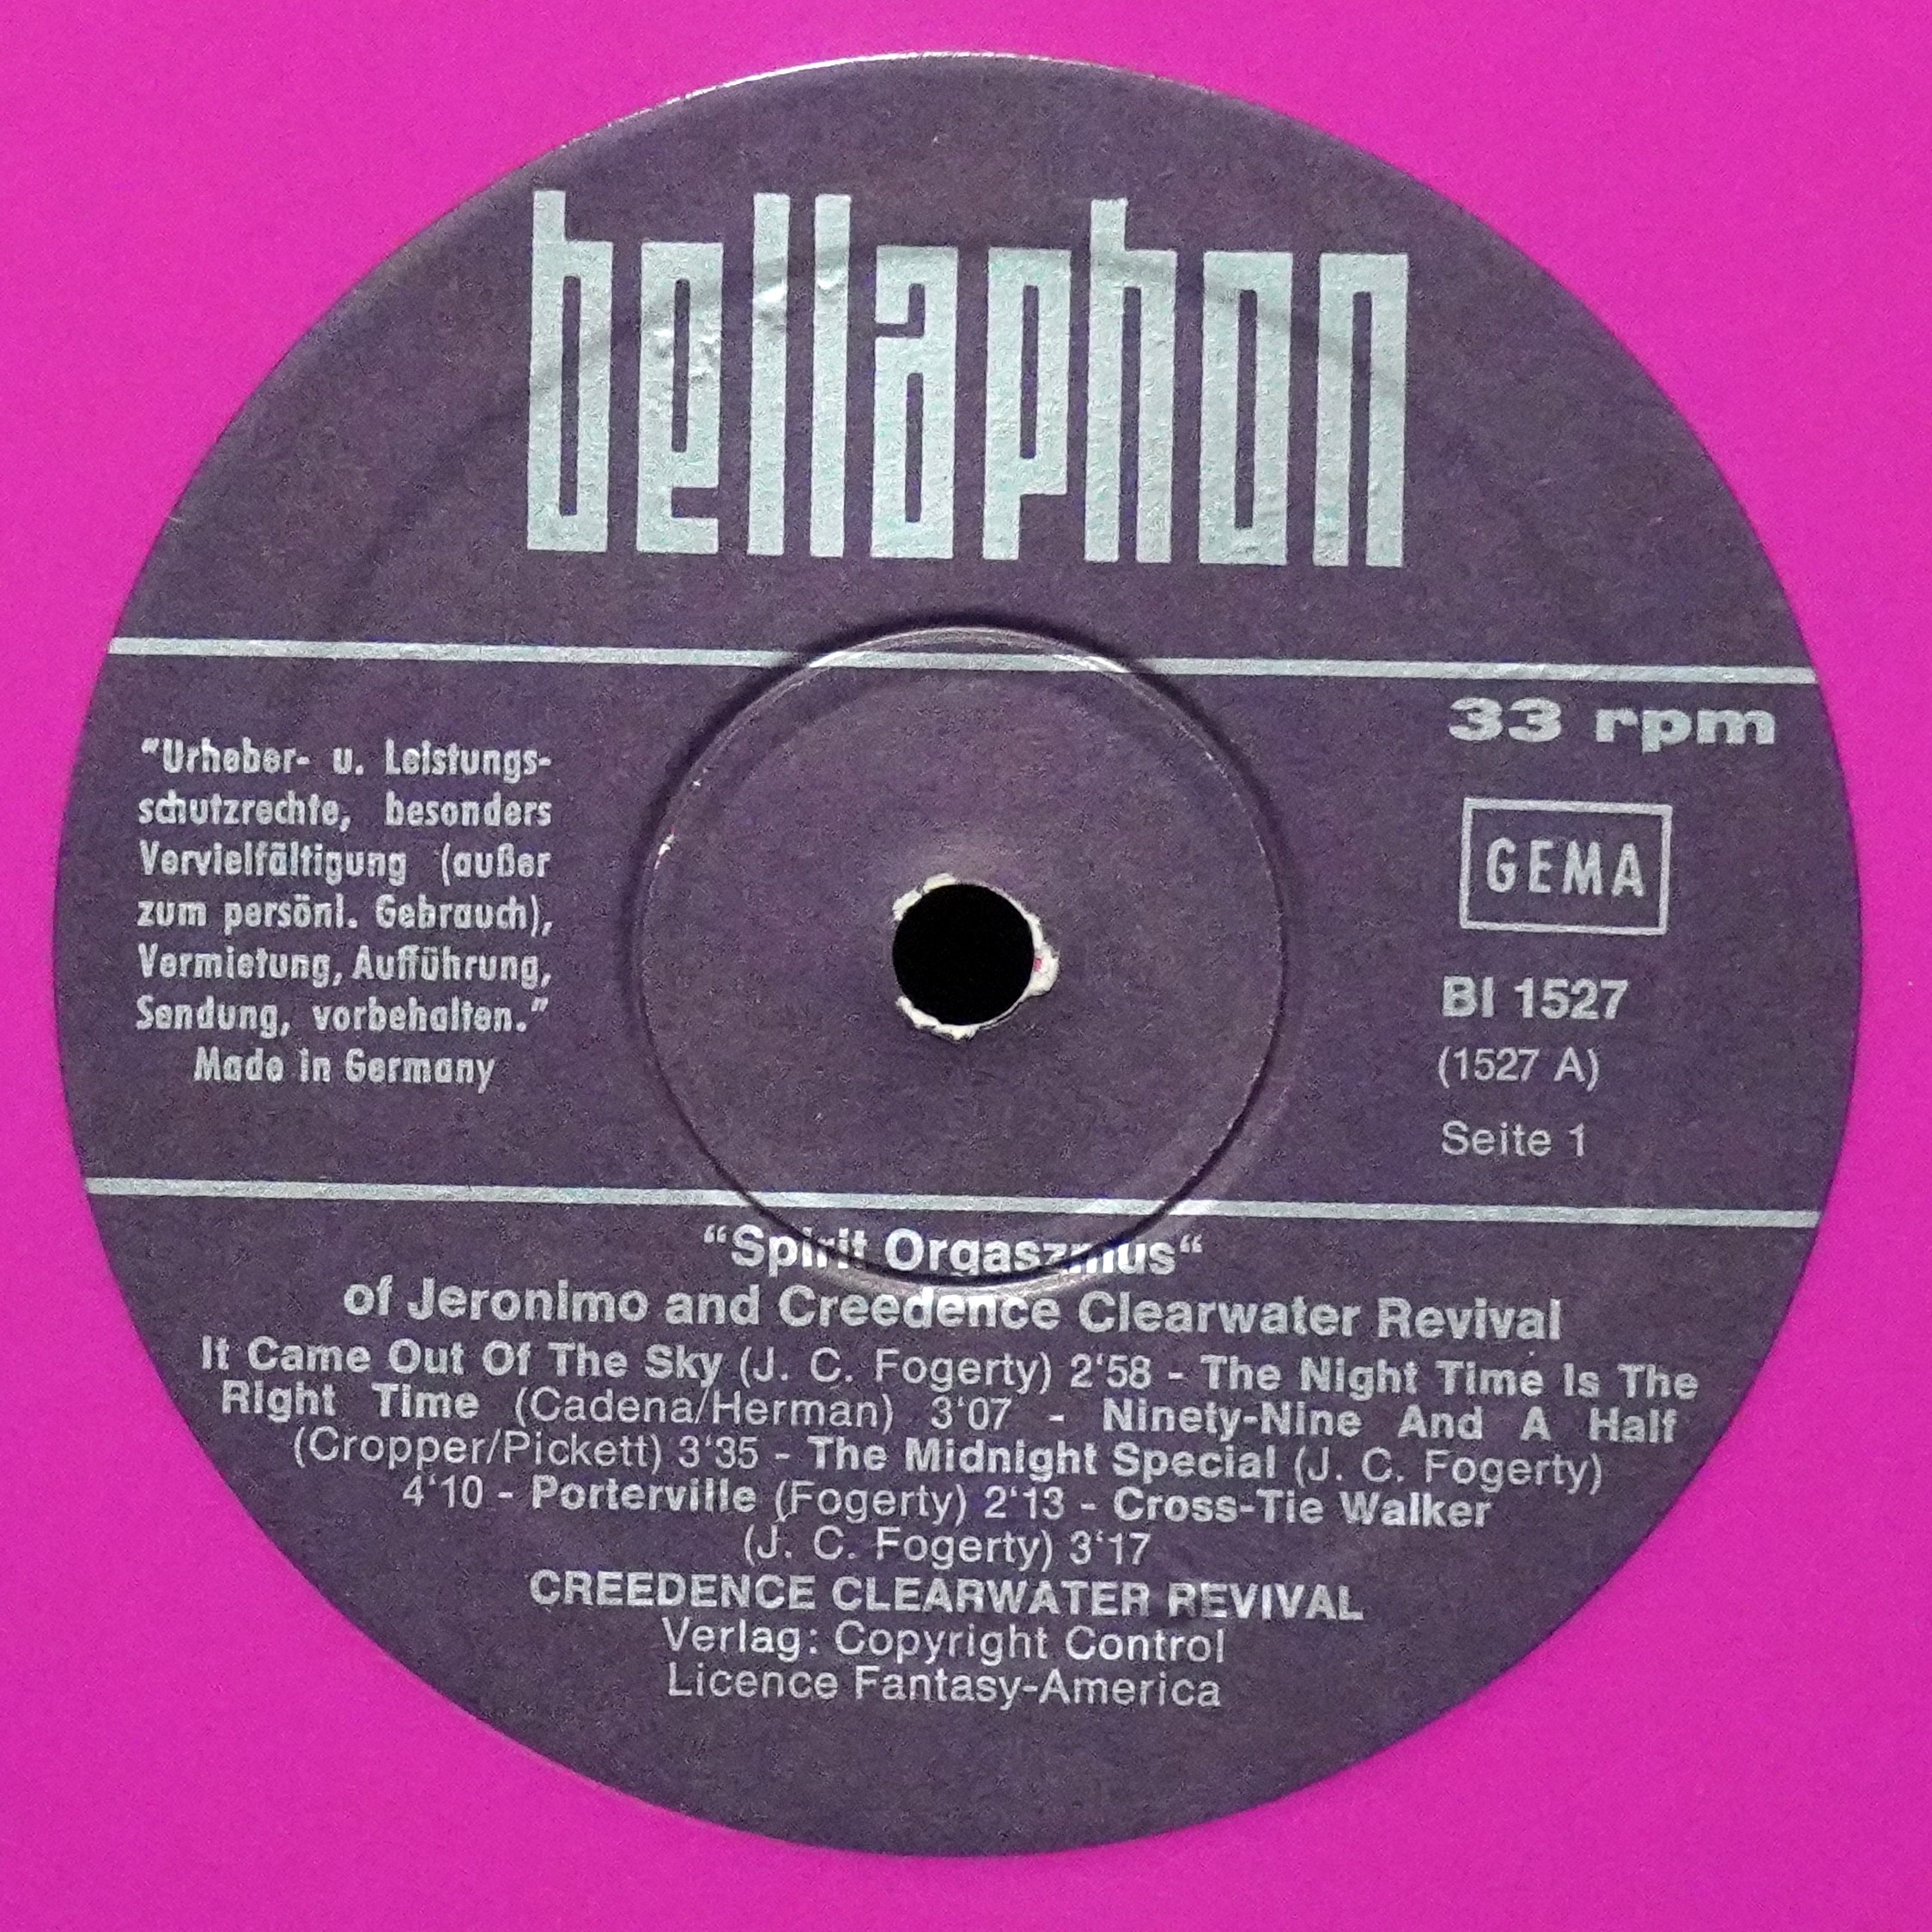 bellaphon
33 rpm
"Urheber- u. Leistungs-
schutzrechte, besonders
Vervielfältigung (außer
zum persönl. Gebrauch),
Vermietung, Aufführung,
Sendung, vorbehalten."
Made in Germany
GEMA
BI 1527
(1527 A)
Seite 1
“Spirit Orgaszmus“
of Jeronimo and Creedence Clearwater Revival
It Came Out Of The Sky (J. C. Fogerty) 2‘58 - The Night Time Is The
Right Time (Cadena/Herman) 3‘07 - Ninety-Nine And A Half
(Cropper/Pickett) 3‘35 - The Midnight Special (J. C. Fogerty)
4‘10 - Porterville (Fogerty) 2‘13 - Cross-Tie Walker
(J. C. Fogerty) 3‘17
CREEDENCE CLEARWATER REVIVAL
Verlag: Copyright Control
Licence Fantasy-America